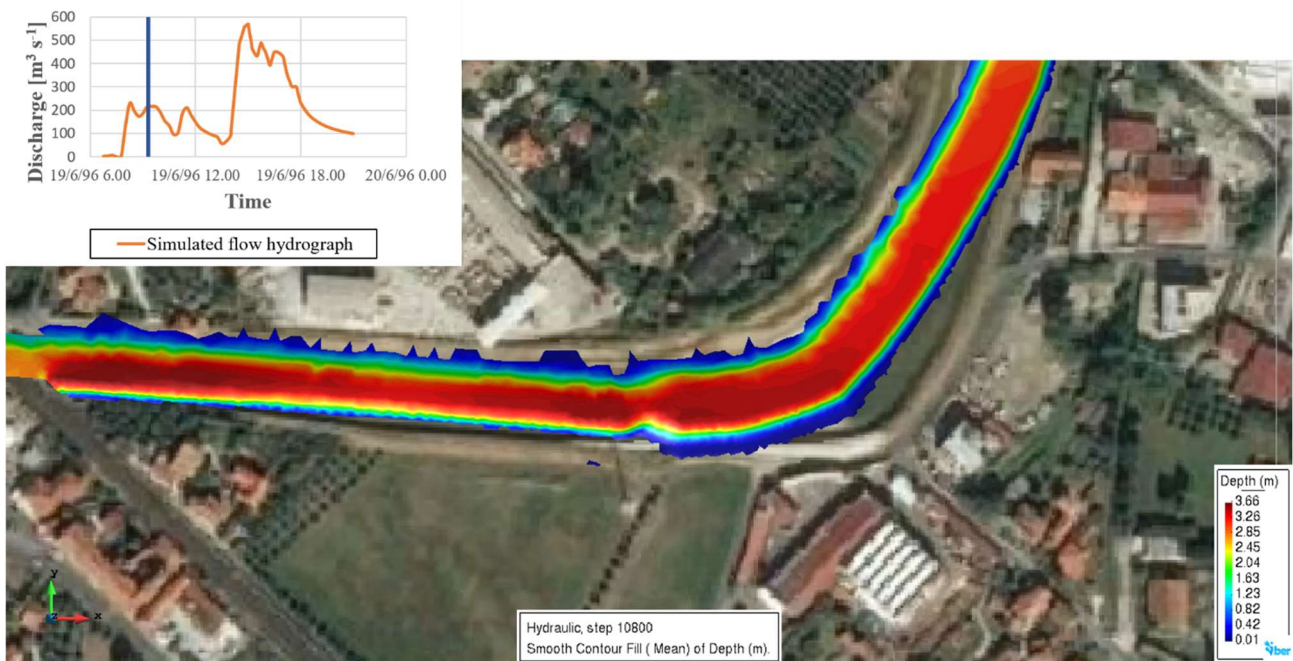 600
500
400
300
200
100
0
Discharge [m³ s⁻¹]
19/6/96 6.00 19/6/96 12.00 19/6/96 18.00 20/6/96 0.00
Time
Simulated flow hydrograph
Depth (m)
3.66
3.26
2.85
2.45
2.04
1.63
1.23
0.82
0.42
0.01
y
z x
Hydraulic, step 10800
Smooth Contour Fill ( Mean) of Depth (m).
iber